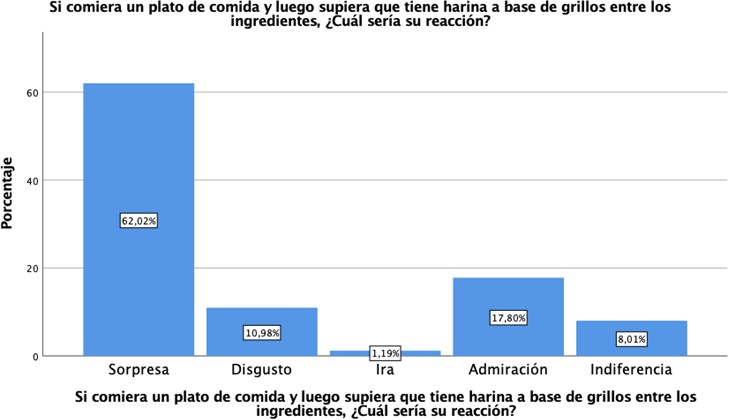 Si comiera un plato de comida y luego supiera que tiene harina a base de grillos entre los
ingredientes, ¿Cuál sería su reacción?
Porcentaje
60
40
20
0
62,02%
10,98%
1,19%
17,80%
8,01%
Sorpresa
Disgusto
Ira
Admiración
Indiferencia
Si comiera un plato de comida y luego supiera que tiene harina a base de grillos entre los
ingredientes, ¿Cuál sería su reacción?